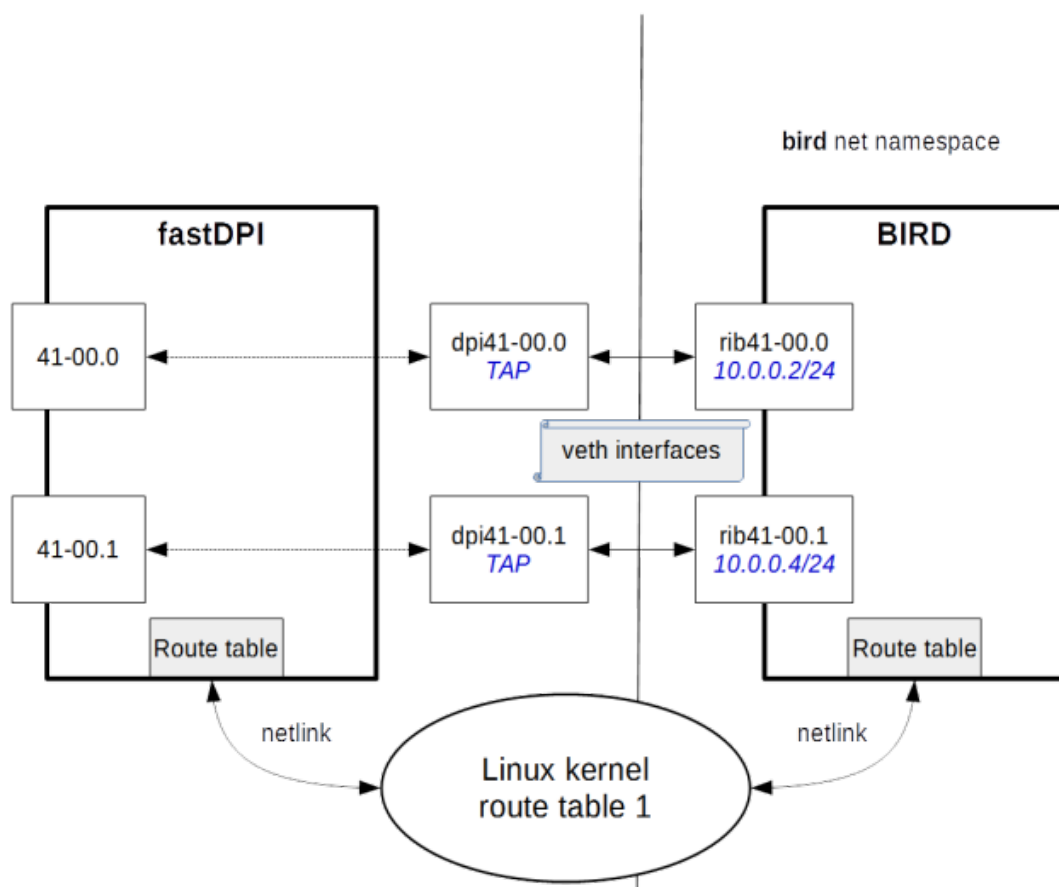 bird net namespace
fastDPI
BIRD
41-00.0
dpi41-00.0
TAP
rib41-00.0
10.0.0.2/24
veth interfaces
41-00.1
dpi41-00.1
TAP
rib41-00.1
10.0.0.4/24
Route table
Route table
netlink
netlink
Linux kernel
route table 1